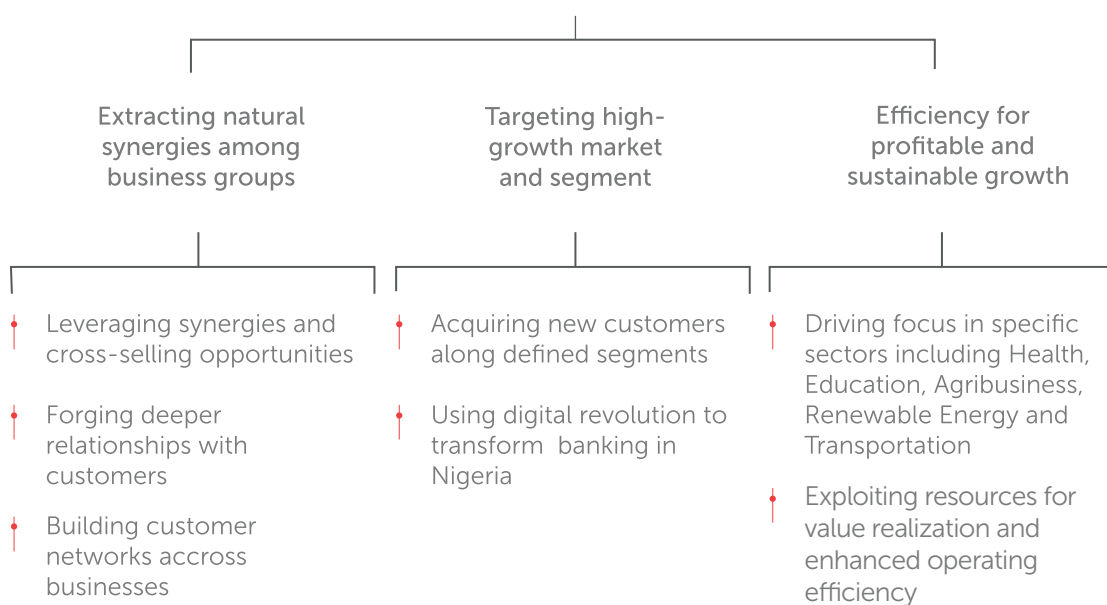 Extracting natural
synergies among
business groups
Targeting high-
growth market
and segment
Efficiency for
profitable and
sustainable growth
Leveraging synergies and
cross-selling opportunities
Forging deeper
relationships with
customers
Building customer
networks accross
businesses
Acquiring new customers
along defined segments
Using digital revolution to
transform  banking in
Nigeria
Driving focus in specific
sectors including Health,
Education, Agribusiness,
Renewable Energy and
Transportation
Exploiting resources for
value realization and
enhanced operating
efficiency